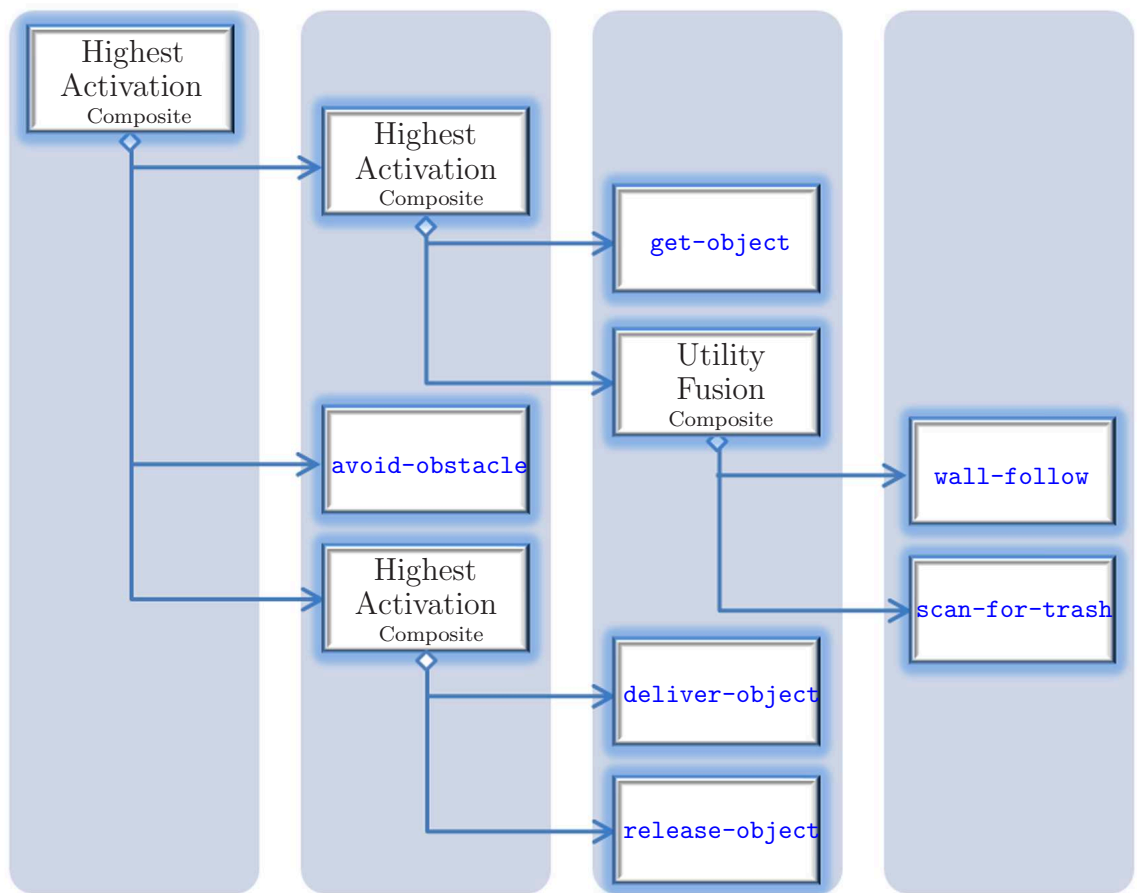 Highest
Activation
Composite
Highest
Activation
Composite
get-object
Utility
Fusion
Composite
avoid-obstacle
wall-follow
Highest
Activation
Composite
scan-for-trash
deliver-object
release-object